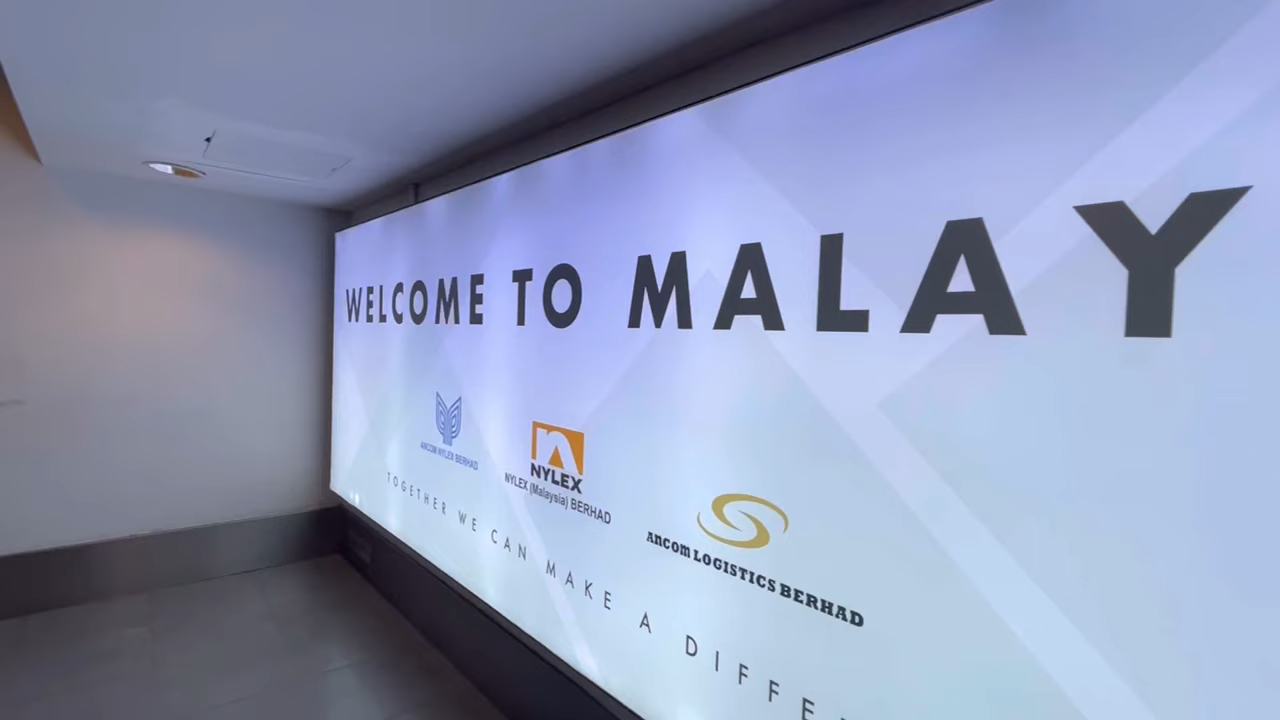 WELCOME TO MALAY
ANCOM NYLEX BERHAD
NYLEX
NYLEX (Malaysia) BERHAD
ANCOM LOGISTICS BERHAD
TOGETHER WE CAN MAKE A DIFFE